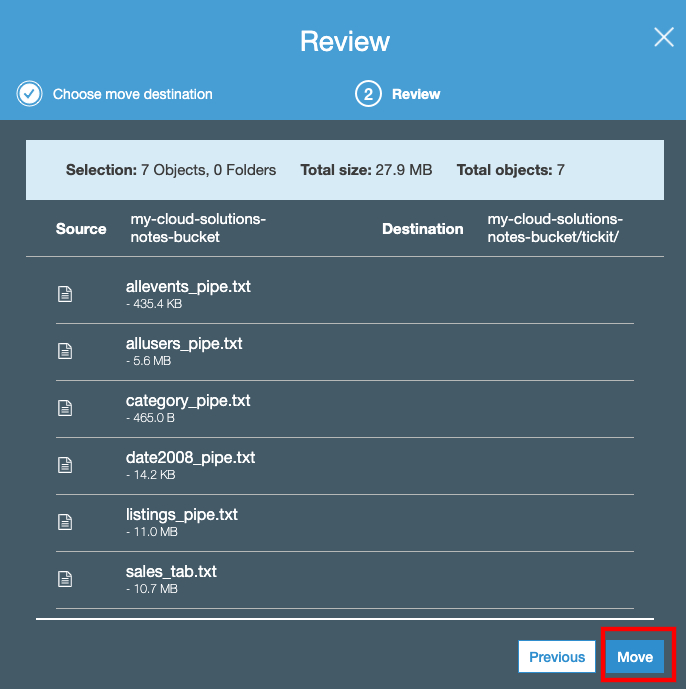 Review
Choose move destination
2 Review
Selection: 7 Objects, 0 Folders Total size: 27.9 MB Total objects: 7
Source
my-cloud-solutions-
notes-bucket
Destination
my-cloud-solutions-
notes-bucket/tickit/
allevents_pipe.txt
- 435.4 KB
allusers_pipe.txt
- 5.6 MB
category_pipe.txt
- 465.0 B
date2008_pipe.txt
- 14.2 KB
listings_pipe.txt
- 11.0 MB
sales_tab.txt
- 10.7 MB
Previous Move